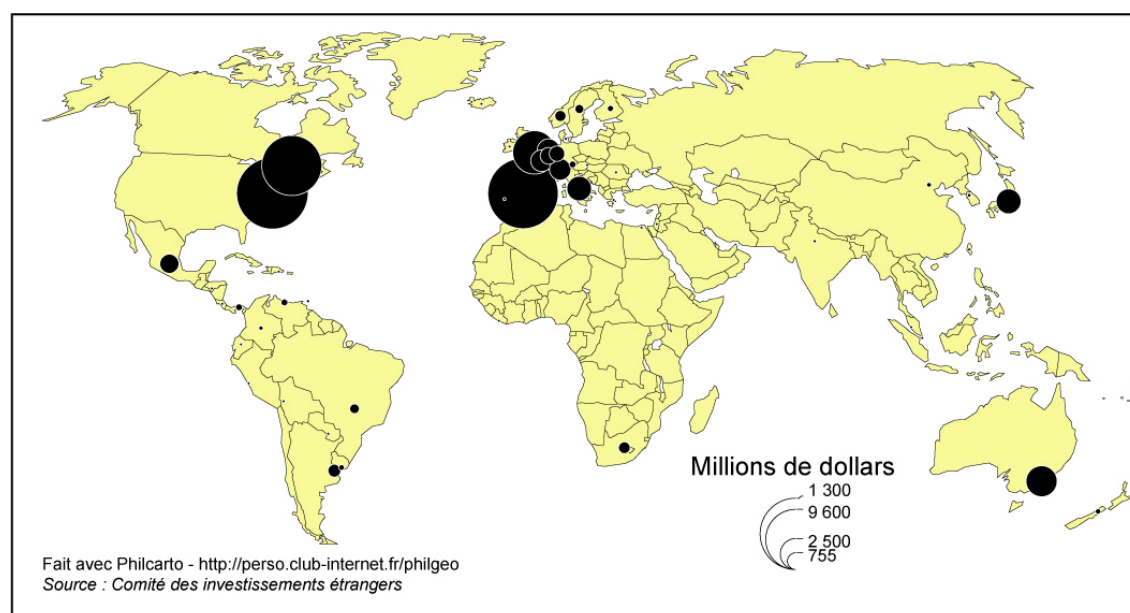 Millions de dollars
1 300
9 600
2 500
755
Fait avec Philcarto - http://perso.club-internet.fr/philgeo
Source : Comité des investissements étrangers